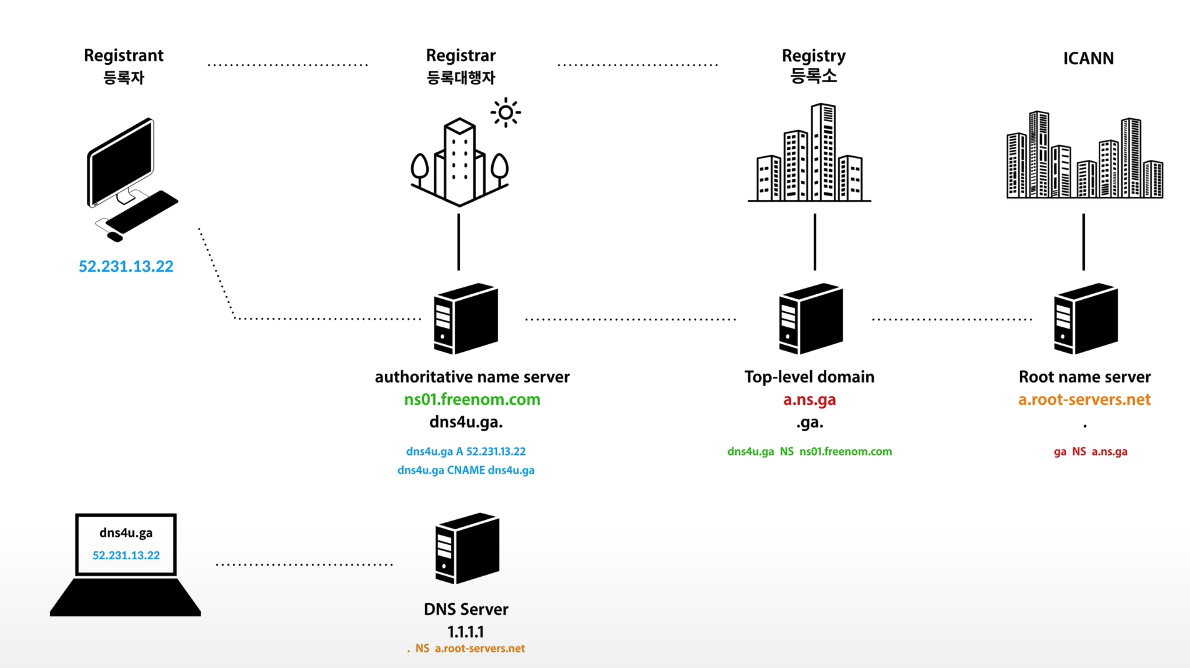 Registrant
등록자
Registrar
등록대행자
Registry
등록소
ICANN
52.231.13.22
authoritative name server
ns01.freenom.com
dns4u.ga.
dns4u.ga A 52.231.13.22
dns4u.ga CNAME dns4u.ga
Top-level domain
a.ns.ga
.ga.
dns4u.ga NS ns01.freenom.com
Root name server
a.root-servers.net
.
ga NS a.ns.ga
dns4u.ga
52.231.13.22
DNS Server
1.1.1.1
. NS a.root-servers.net